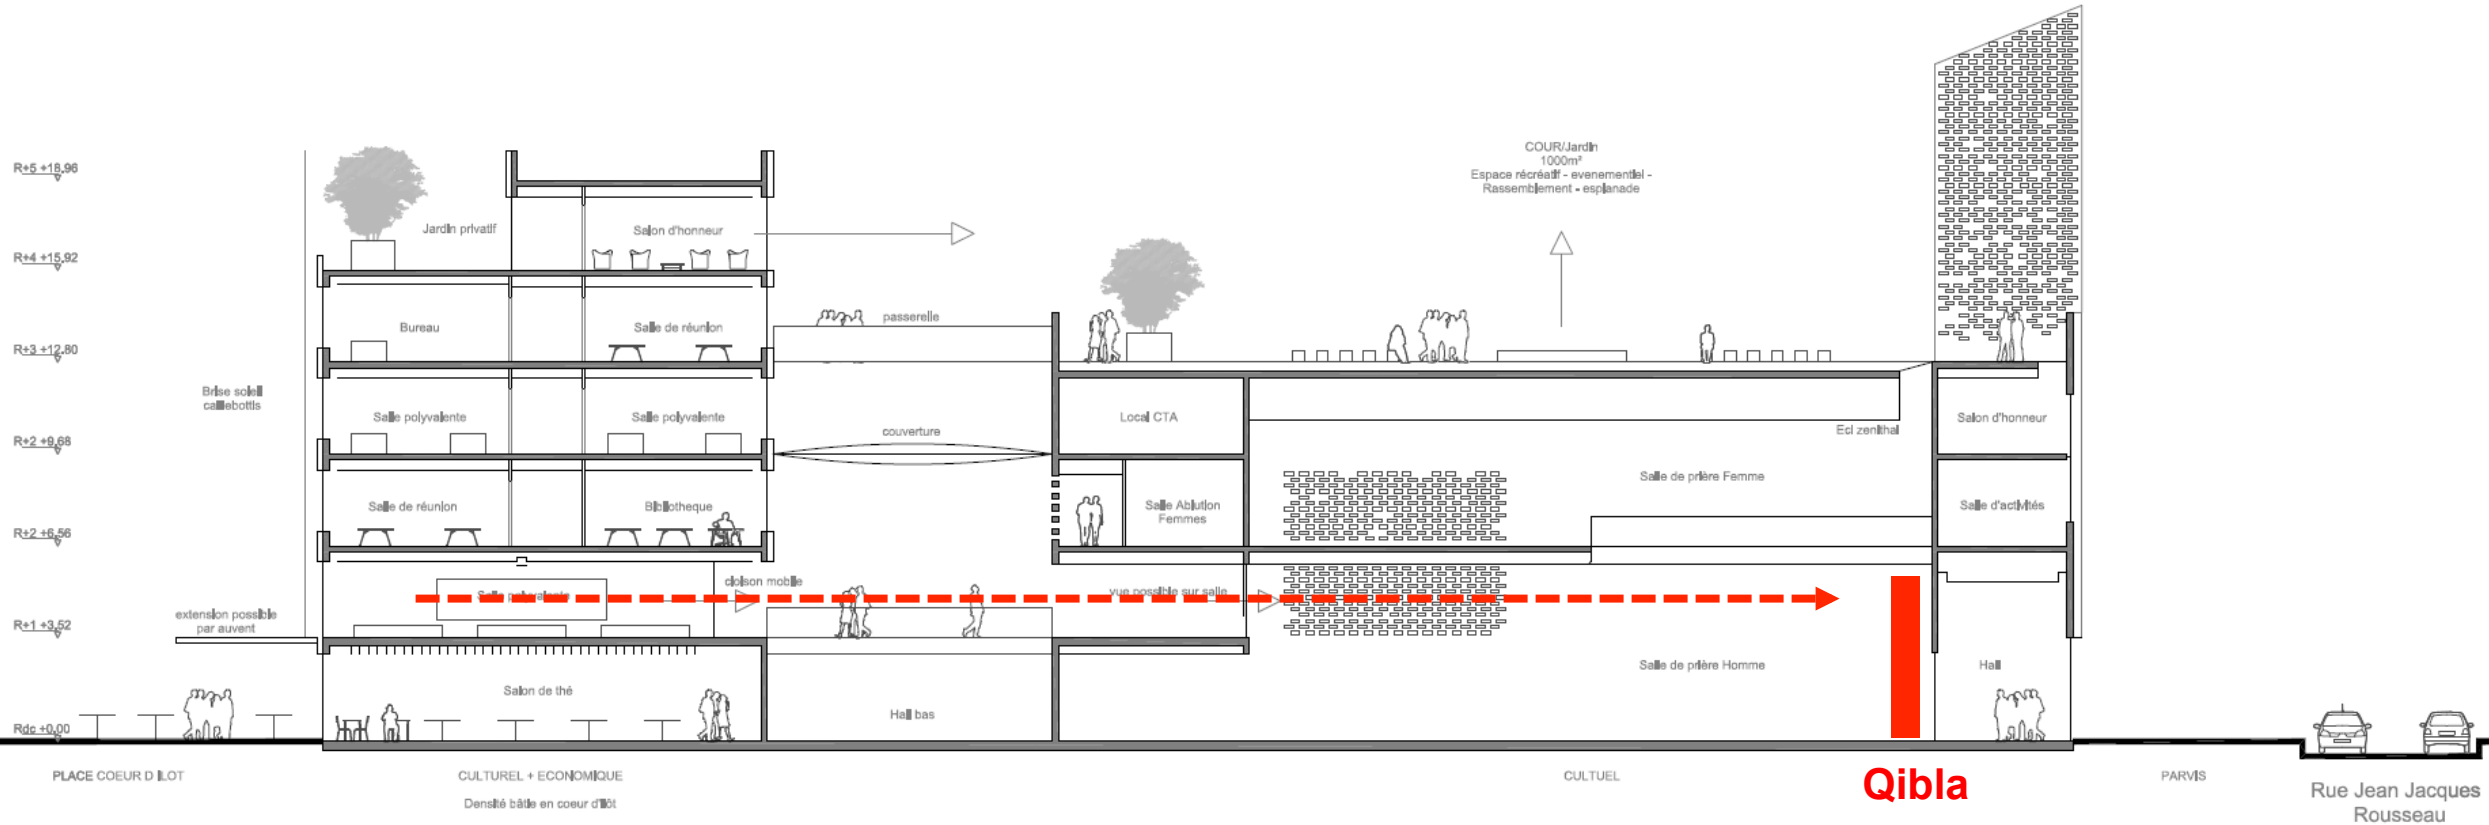 R+5 +18,96
R+4 +15,92
R+3 +12,80
R+2 +9,68
R+2 +6,56
R+1 +3,52
Rdc +0,00
Brise soleil
caillebottis
extension possible
par auvent
Jardin privatif
Salon d'honneur
Bureau
Salle de réunion
Salle polyvalente
Salle polyvalente
Salle de réunion
Bibliotheque
Salle polyvalente
cloison mobile
Salon de thé
passerelle
couverture
Hall bas
Local CTA
Salle Ablution
Femmes
vue possible sur salle
COUR/Jardin
1000m²
Espace récréatif - evenementiel -
Rassemblement - esplanade
Ecl zenithal
Salle de prière Femme
Salle de prière Homme
Salon d'honneur
Salle d'activités
Hall
PLACE COEUR D ILOT
CULTUREL + ECONOMIQUE
Densité bâtie en coeur d'îlôt
CULTUEL
Qibla
PARVIS
Rue Jean Jacques
Rousseau